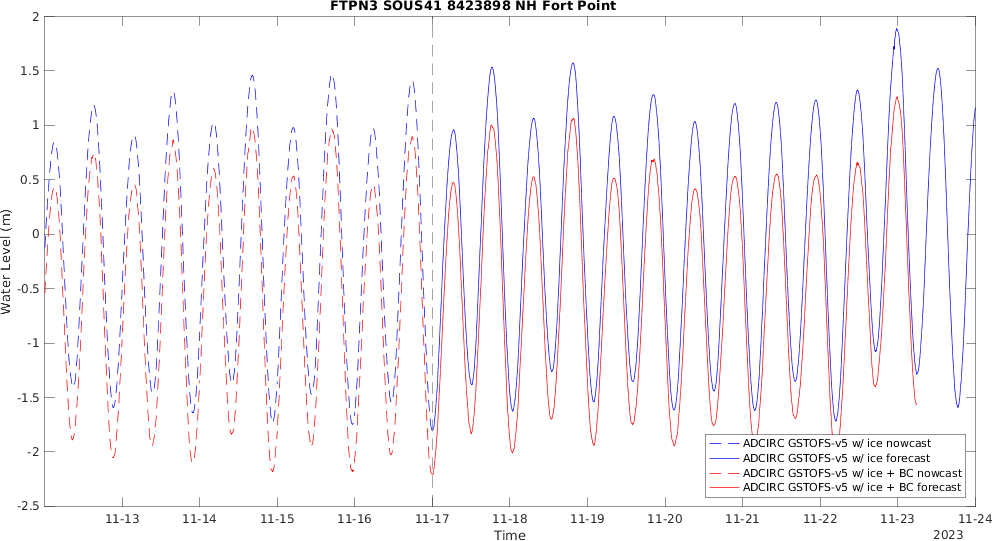 FTPN3 SOUS41 8423898 NH Fort Point
2
1.5
1
0.5
0
-0.5
-1
-1.5
-2
-2.5
Water Level (m)
11-13 11-14 11-15 11-16 11-17 11-18 11-19 11-20 11-21 11-22 11-23 11-24
Time
2023
ADCIRC GSTOFS-v5 w/ ice nowcast
ADCIRC GSTOFS-v5 w/ ice forecast
ADCIRC GSTOFS-v5 w/ ice + BC nowcast
ADCIRC GSTOFS-v5 w/ ice + BC forecast